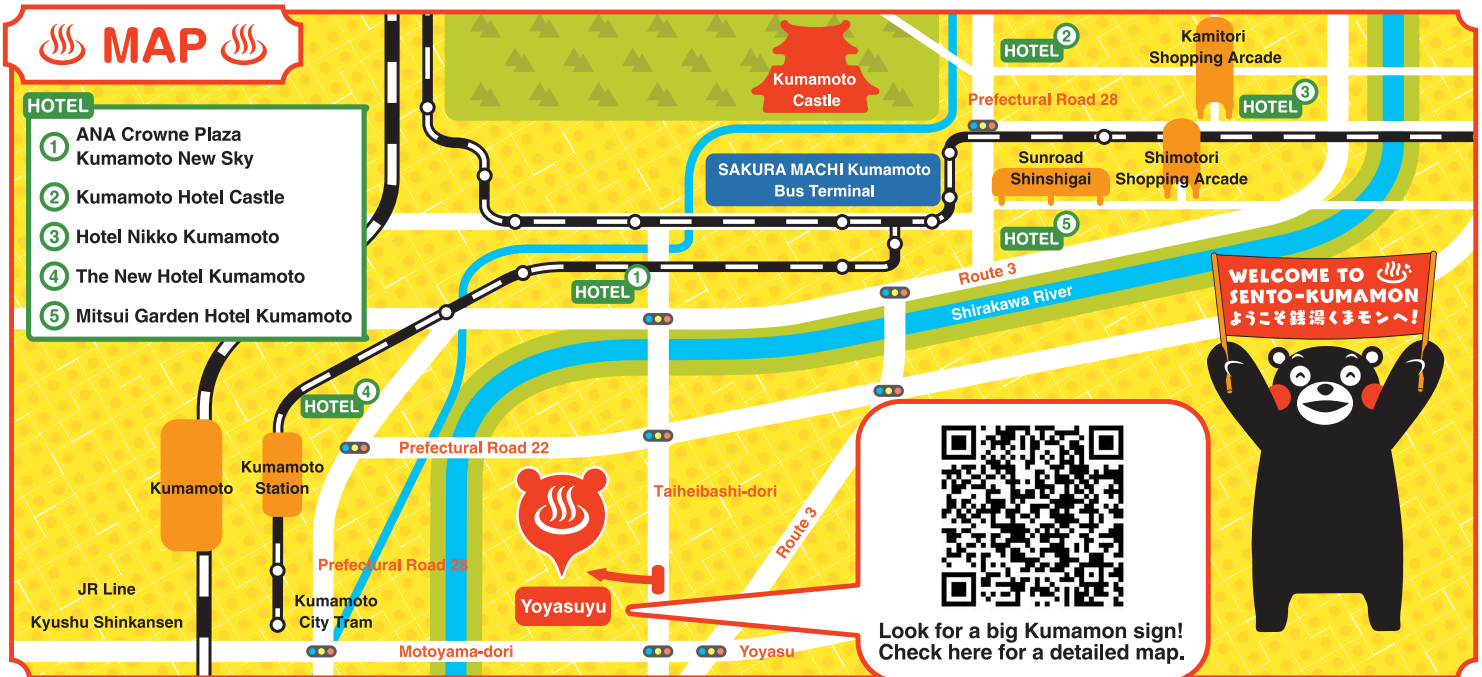 MAP
HOTEL
1 ANA Crowne Plaza
Kumamoto New Sky
2 Kumamoto Hotel Castle
3 Hotel Nikko Kumamoto
4 The New Hotel Kumamoto
5 Mitsui Garden Hotel Kumamoto
Kumamoto
Castle
HOTEL 2
Kamitori
Shopping Arcade
HOTEL 3
Prefectural Road 28
SAKURA MACHI Kumamoto
Bus Terminal
Sunroad
Shinshigai
Shimotori
Shopping Arcade
HOTEL 5
HOTEL 1
Route 3
Shirakawa River
WELCOME TO
SENTO-KUMAMON
ようこそ銭湯くまモンへ!
HOTEL 4
Prefectural Road 22
Kumamoto
Kumamoto
Station
Taiheibashi-dori
Route 3
Prefectural Road 28
Yoyasuyu
JR Line
Kyushu Shinkansen
Kumamoto
City Tram
Motoyama-dori
Yoyasu
Look for a big Kumamon sign!
Check here for a detailed map.